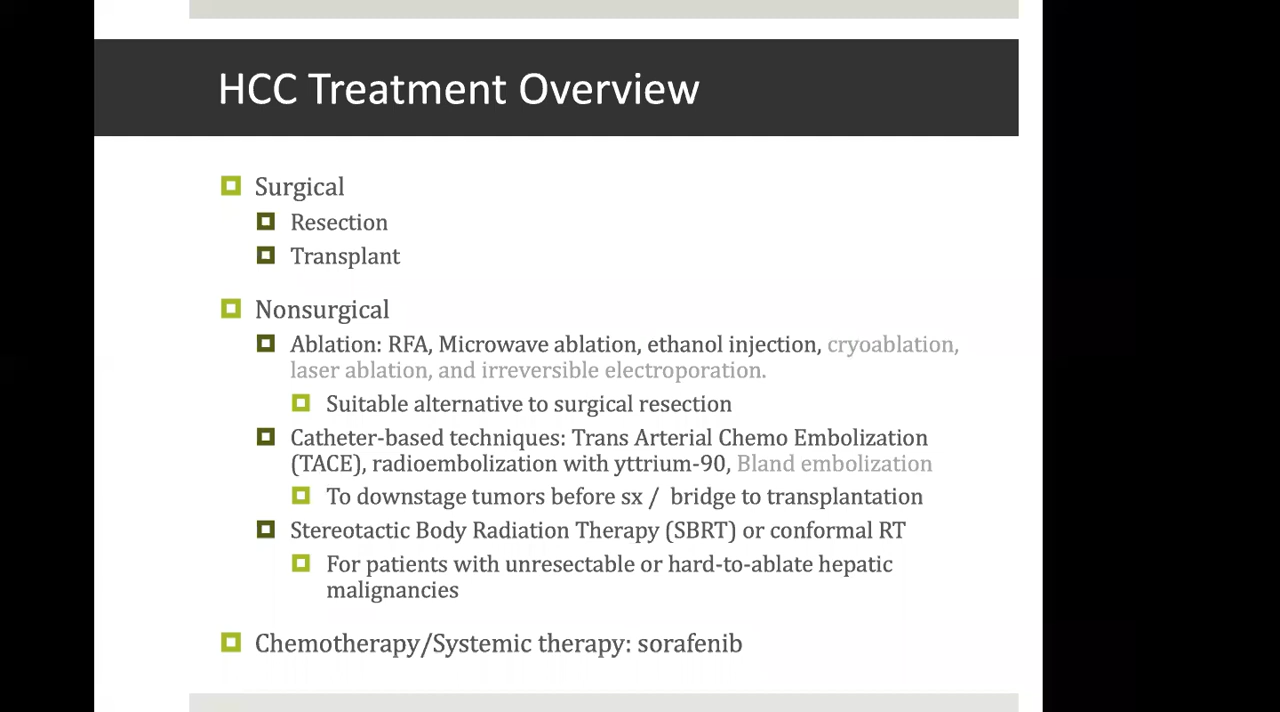 HCC Treatment Overview
Surgical
Resection
Transplant
Nonsurgical
Ablation: RFA, Microwave ablation, ethanol injection, cryoablation,
laser ablation, and irreversible electroporation.
Suitable alternative to surgical resection
Catheter-based techniques: Trans Arterial Chemo Embolization
(TACE), radioembolization with yttrium-90, Bland embolization
To downstage tumors before sx / bridge to transplantation
Stereotactic Body Radiation Therapy (SBRT) or conformal RT
For patients with unresectable or hard-to-ablate hepatic
malignancies
Chemotherapy/Systemic therapy: sorafenib